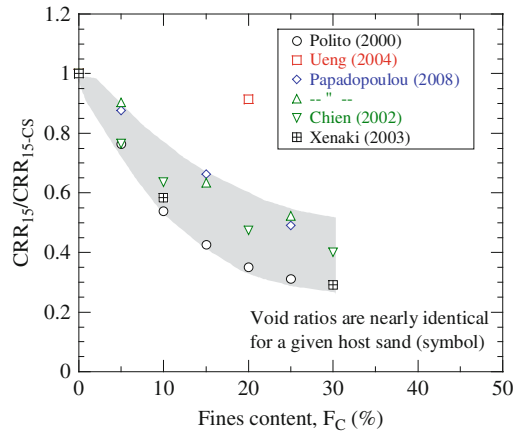 1.2
1
0.8
0.6
0.4
0.2
0
CRR15/CRR15-CS
Polito (2000)
Ueng (2004)
Papadopoulou (2008)
-- " --
Chien (2002)
Xenaki (2003)
Void ratios are nearly identical
for a given host sand (symbol)
0 10 20 30 40 50
Fines content, FC (%)